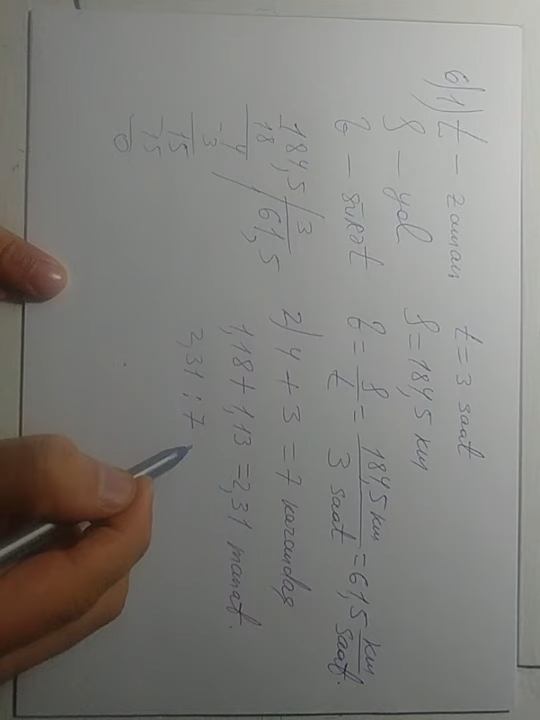 6) 1) t - zaman
S - yol
v - sürət
184,5 | 3
18 | 61,5
- 4
3
- 15
15
0
t = 3 saat
S = 184,5 km
v = S/t = 184,5 km / 3 saat = 61,5 km/saat.
2) 4 + 3 = 7 karandaş
1,18 + 1,13 = 2,31 manat.
2,31 : 7